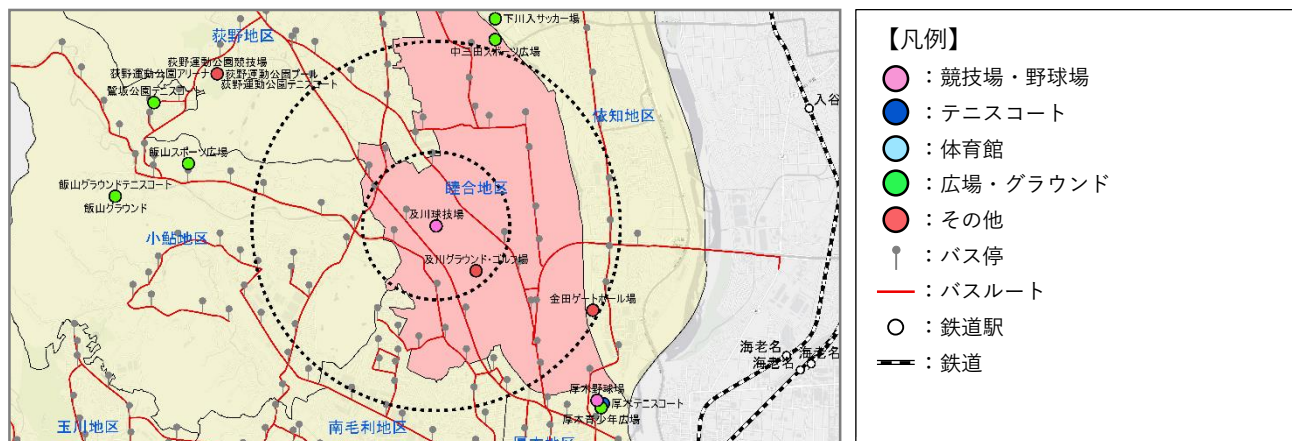 下川入サッカー場
荻野地区
中三田スポーツ広場
荻野運動公園競技場
荻野運動公園アリーナ
荻野運動公園プール
荻野運動公園テニスコート
鷲坂公園テニスコート
依知地区
入谷
飯山スポーツ広場
飯山グラウンドテニスコート
飯山グラウンド
睦合地区
及川球技場
小鮎地区
及川グラウンド・ゴルフ場
金田ゲートボール場
海老名
海老名
海老名
厚木野球場
厚木テニスコート
厚木青少年広場
玉川地区
南毛利地区
厚木地区
【凡例】
：競技場・野球場
：テニスコート
：体育館
：広場・グラウンド
：その他
：バス停
：バスルート
：鉄道駅
：鉄道